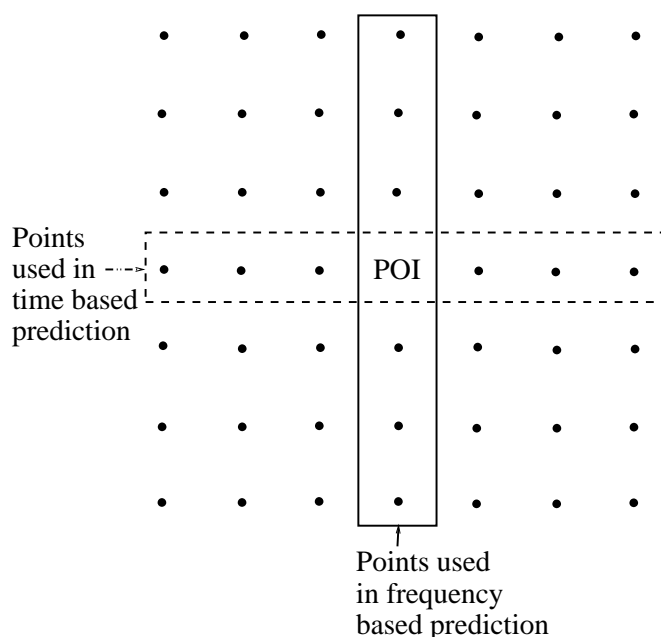 Points
used in
time based
prediction
POI
Points used
in frequency
based prediction